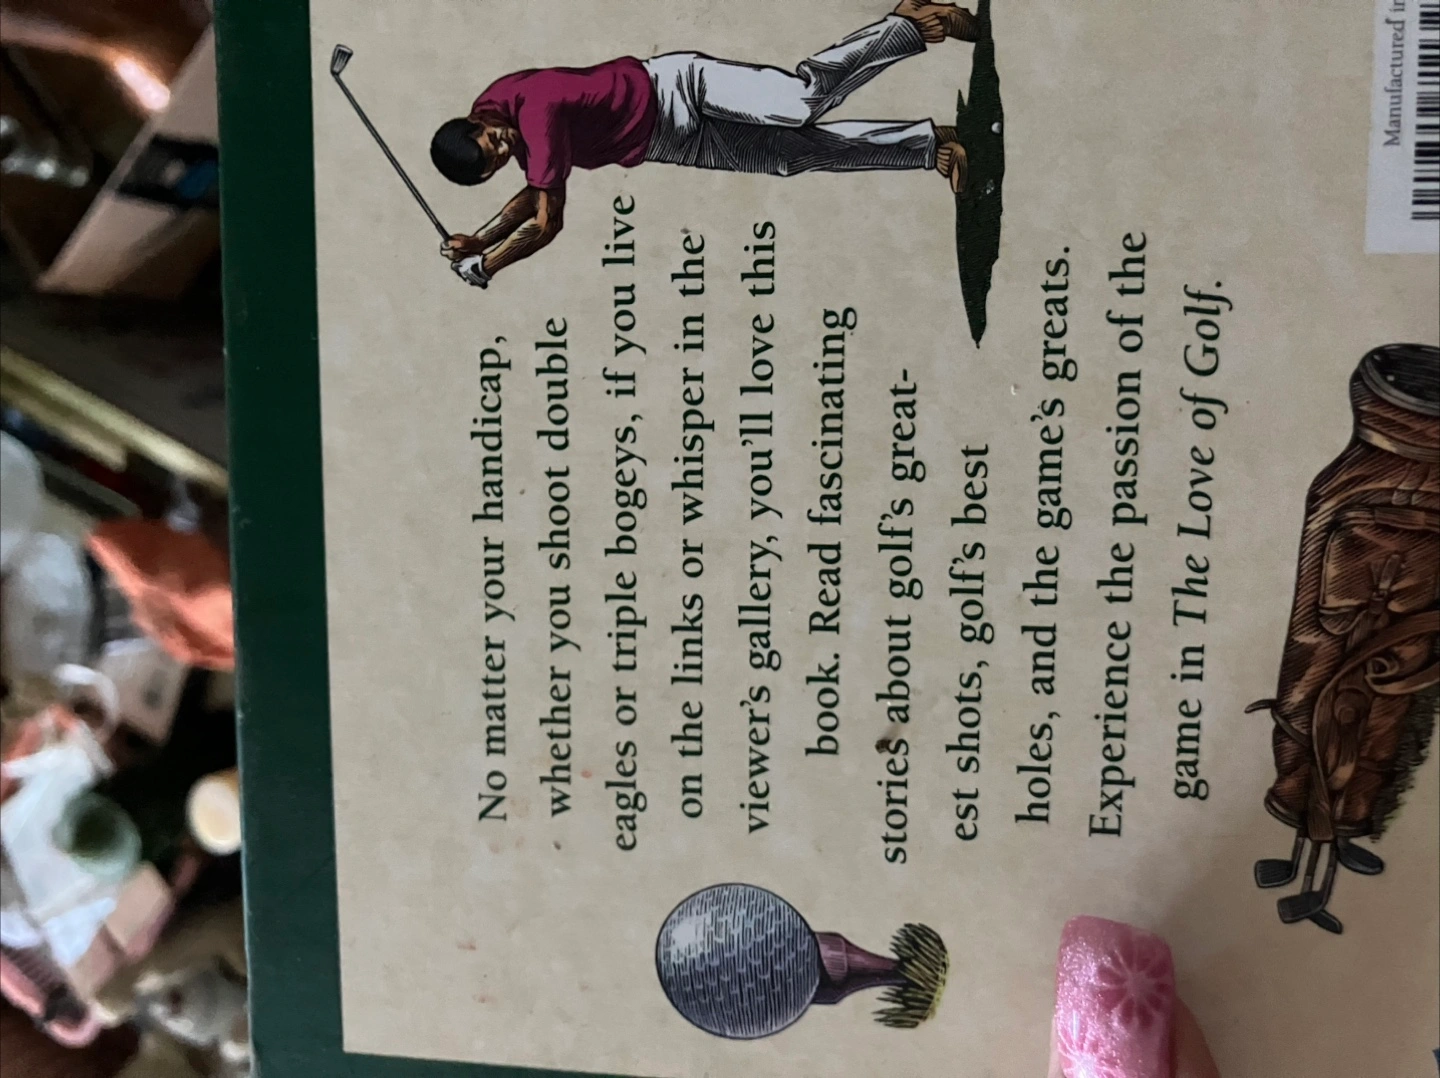 No matter your handicap,
whether you shoot double
eagles or triple bogeys, if you live
on the links or whisper in the
viewer's gallery, you'll love this
book. Read fascinating
stories about golf's great-
est shots, golf's best
holes, and the game's greats.
Experience the passion of the
game in The Love of Golf.
Manufactured in